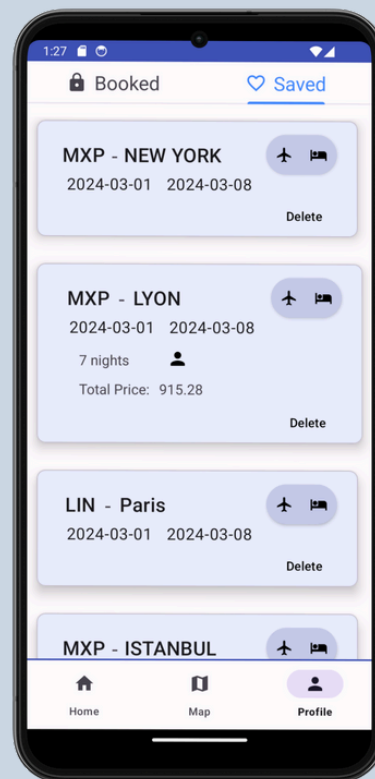 1:27
Booked Saved
MXP - NEW YORK
2024-03-01 2024-03-08
Delete
MXP - LYON
2024-03-01 2024-03-08
7 nights
Total Price: 915.28
Delete
LIN - Paris
2024-03-01 2024-03-08
Delete
MXP - ISTANBUL
Home Map Profile